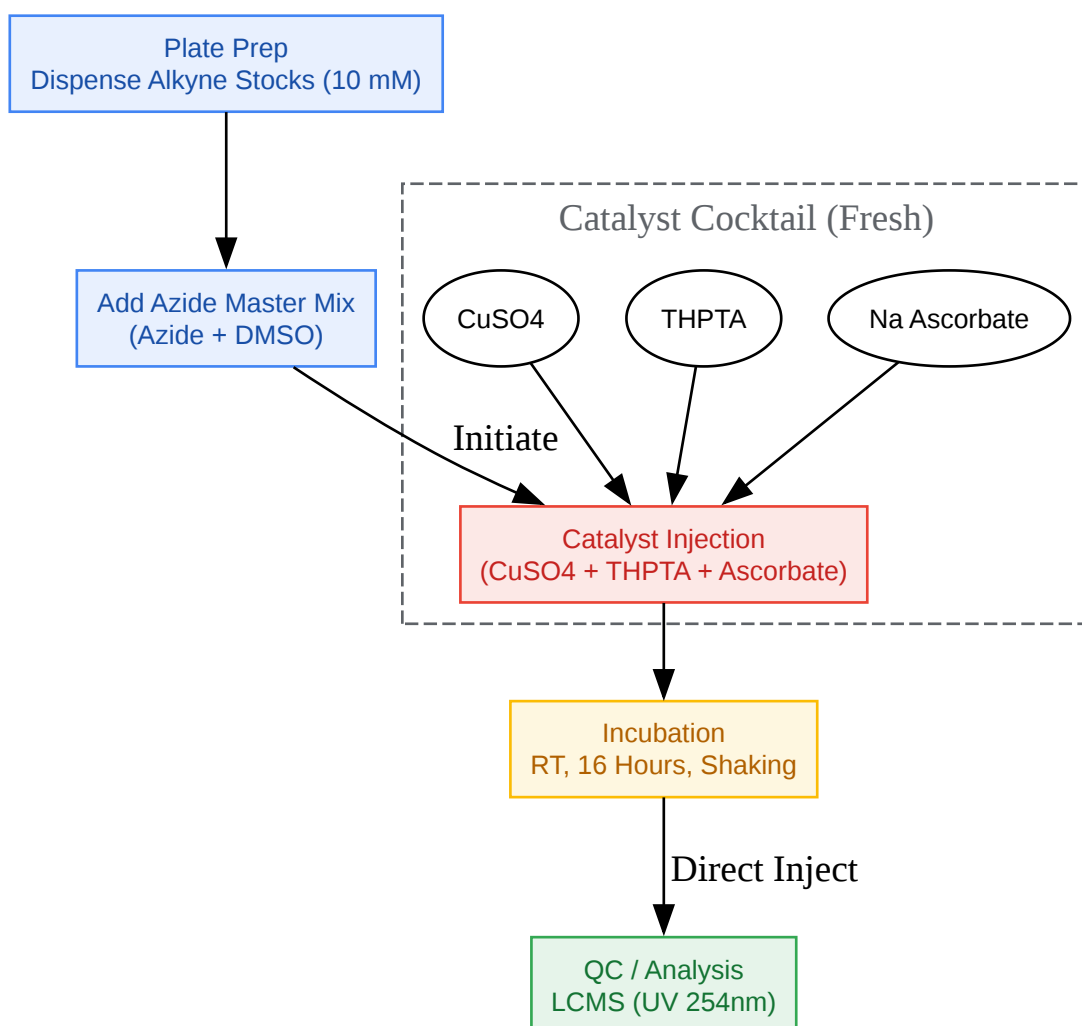 Plate Prep
Dispense Alkyne Stocks (10 mM)
Catalyst Cocktail (Fresh)
Add Azide Master Mix
(Azide + DMSO)
CuSO4
THPTA
Na Ascorbate
Initiate
Catalyst Injection
(CuSO4 + THPTA + Ascorbate)
Incubation
RT, 16 Hours, Shaking
Direct Inject
QC / Analysis
LCMS (UV 254nm)